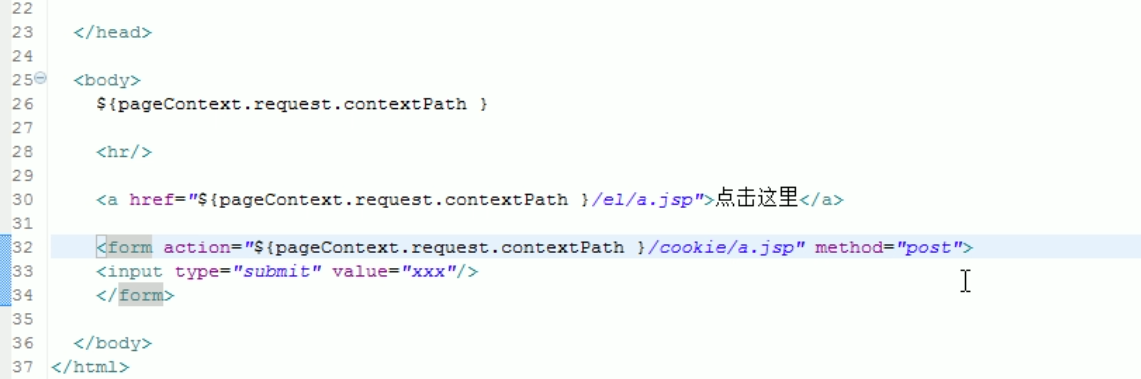 22
23 </head>
24
25 <body>
26 ${pageContext.request.contextPath }
27
28 <hr/>
29
30 <a href="${pageContext.request.contextPath }/el/a.jsp">点击这里</a>
31
32 <form action="${pageContext.request.contextPath }/cookie/a.jsp" method="post">
33 <input type="submit" value="xxx"/>
34 </form>
35
36 </body>
37 </html>